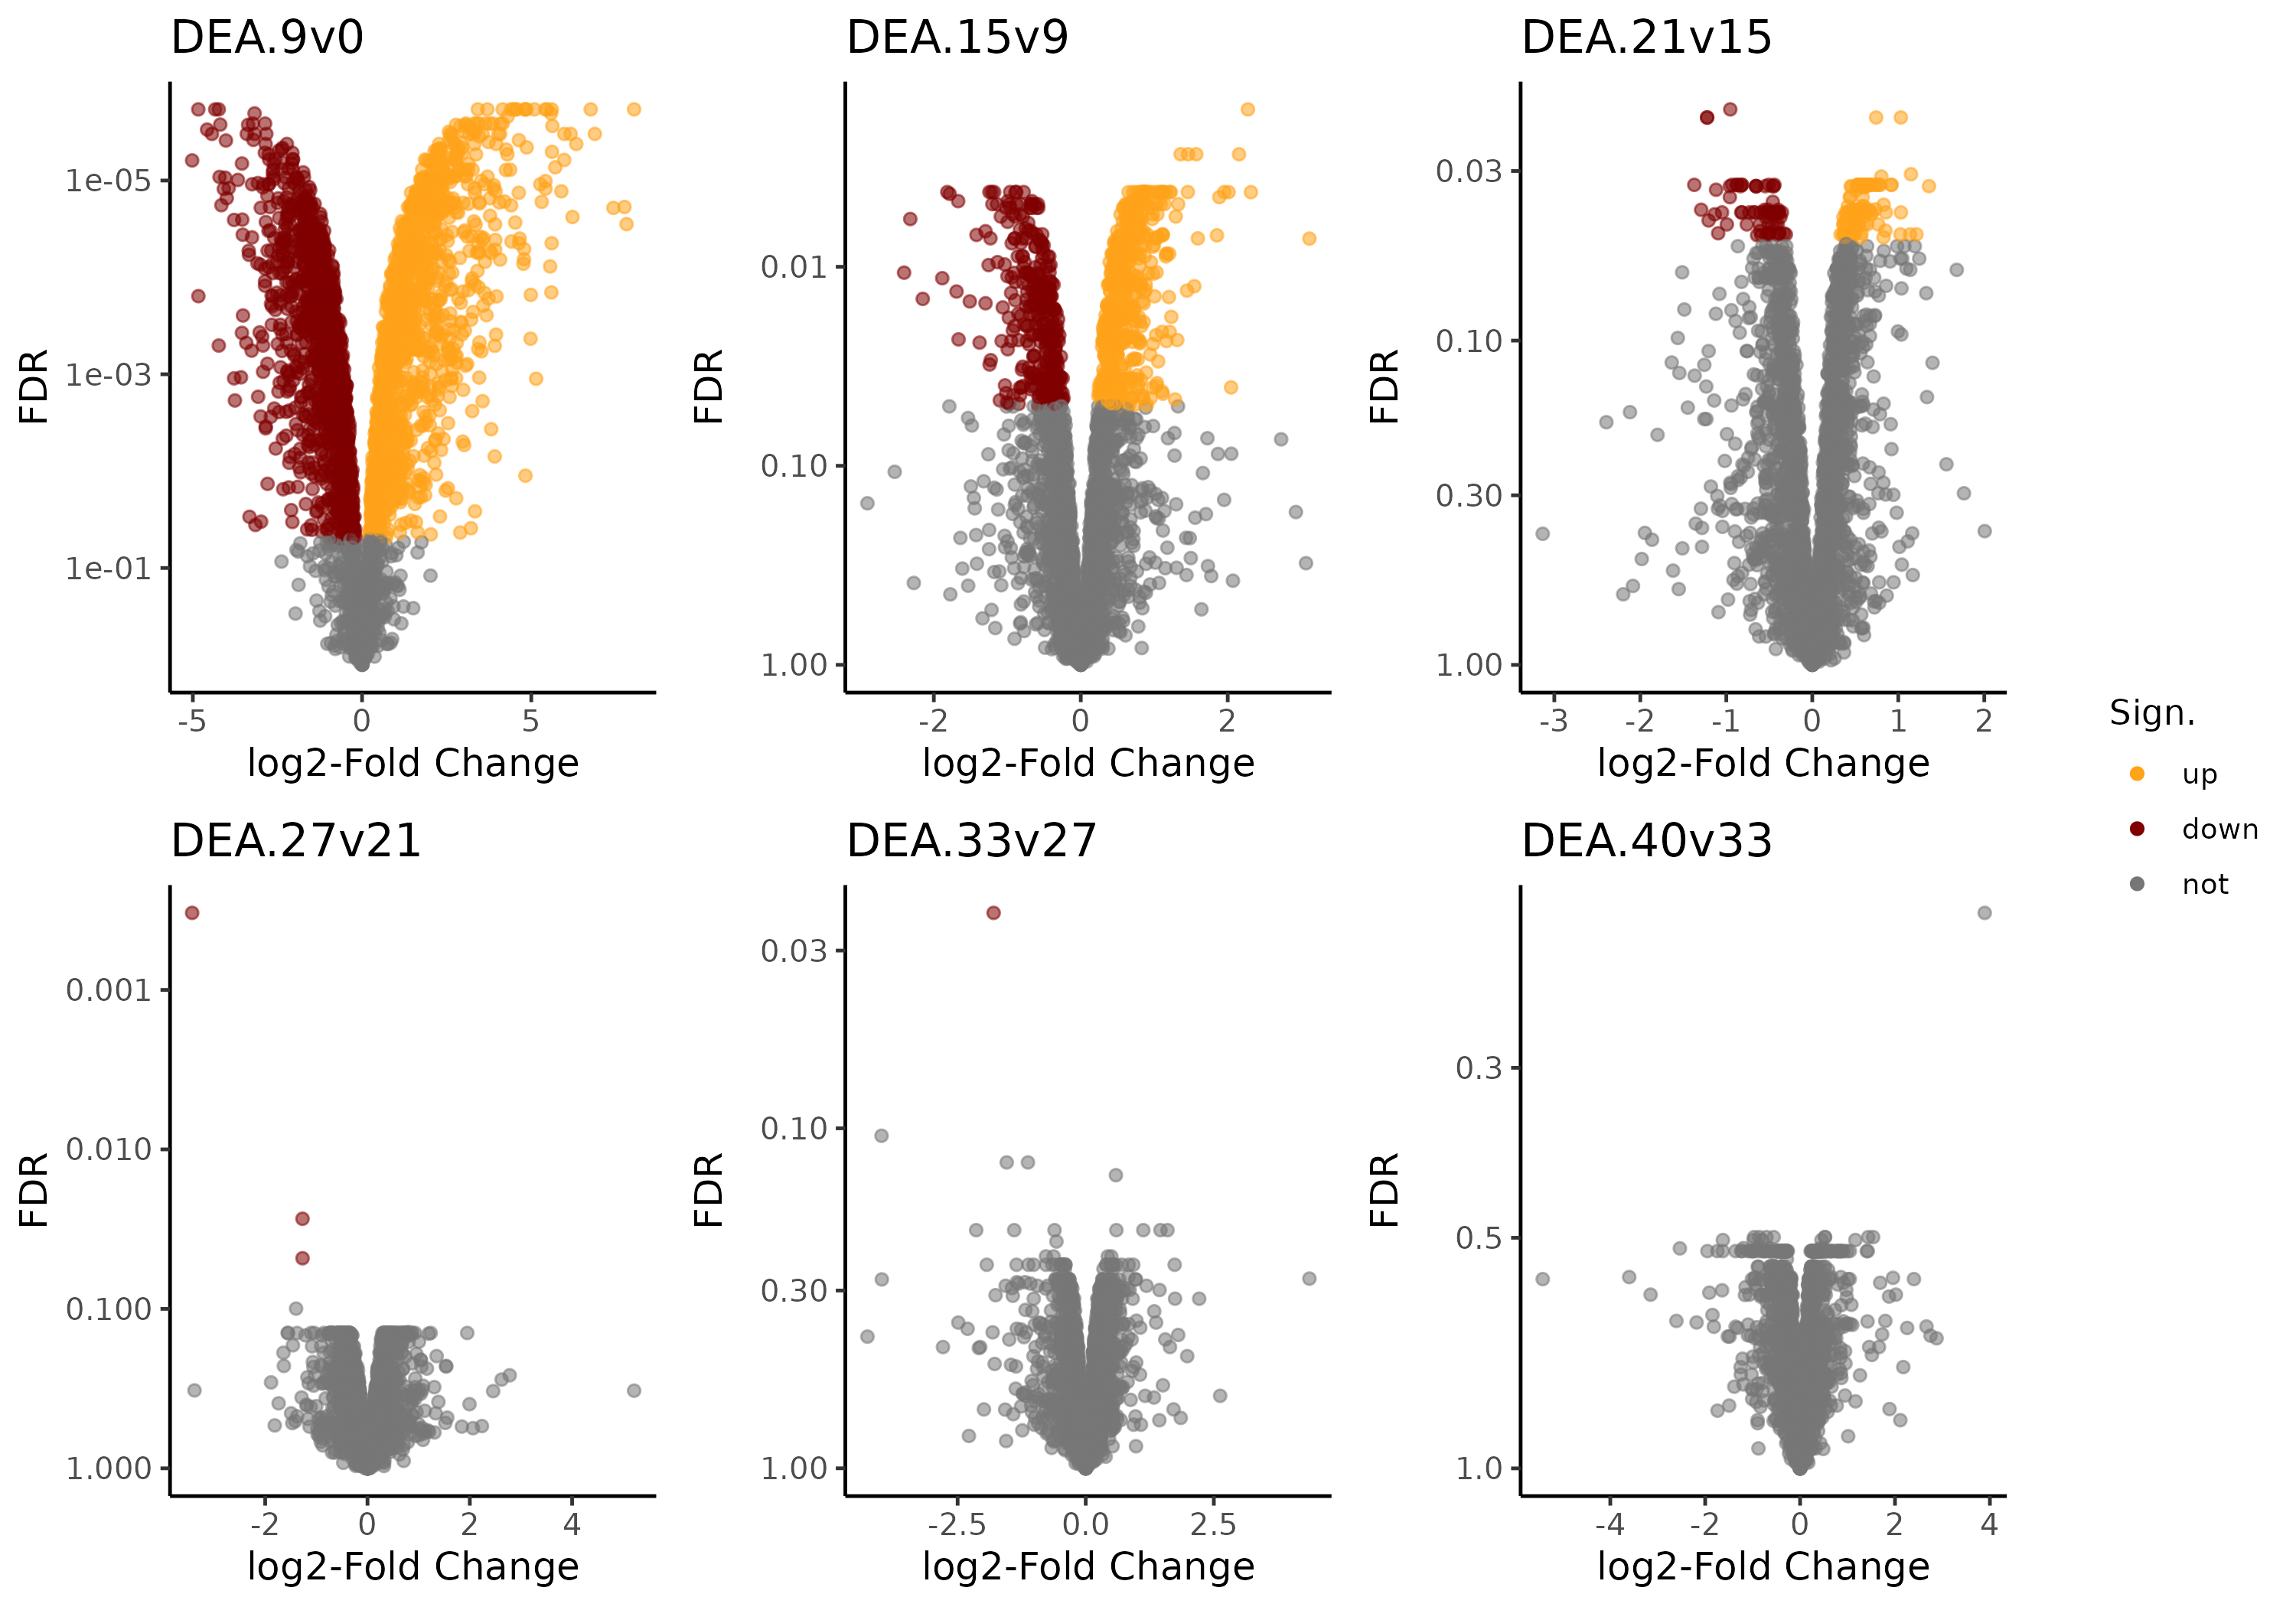 DEA.9v0
DEA.15v9
DEA.21v15
1e-05
1e-03
1e-01
FDR
-5 0 5
log2-Fold Change
0.01
0.10
1.00
FDR
-2 0 2
log2-Fold Change
0.03
0.10
0.30
1.00
FDR
-3 -2 -1 0 1 2
log2-Fold Change
Sign.
up
down
not
DEA.27v21
DEA.33v27
DEA.40v33
0.001
0.010
0.100
1.000
FDR
-2 0 2 4
log2-Fold Change
0.03
0.10
0.30
1.00
FDR
-2.5 0.0 2.5
log2-Fold Change
0.3
0.5
1.0
FDR
-4 -2 0 2 4
log2-Fold Change